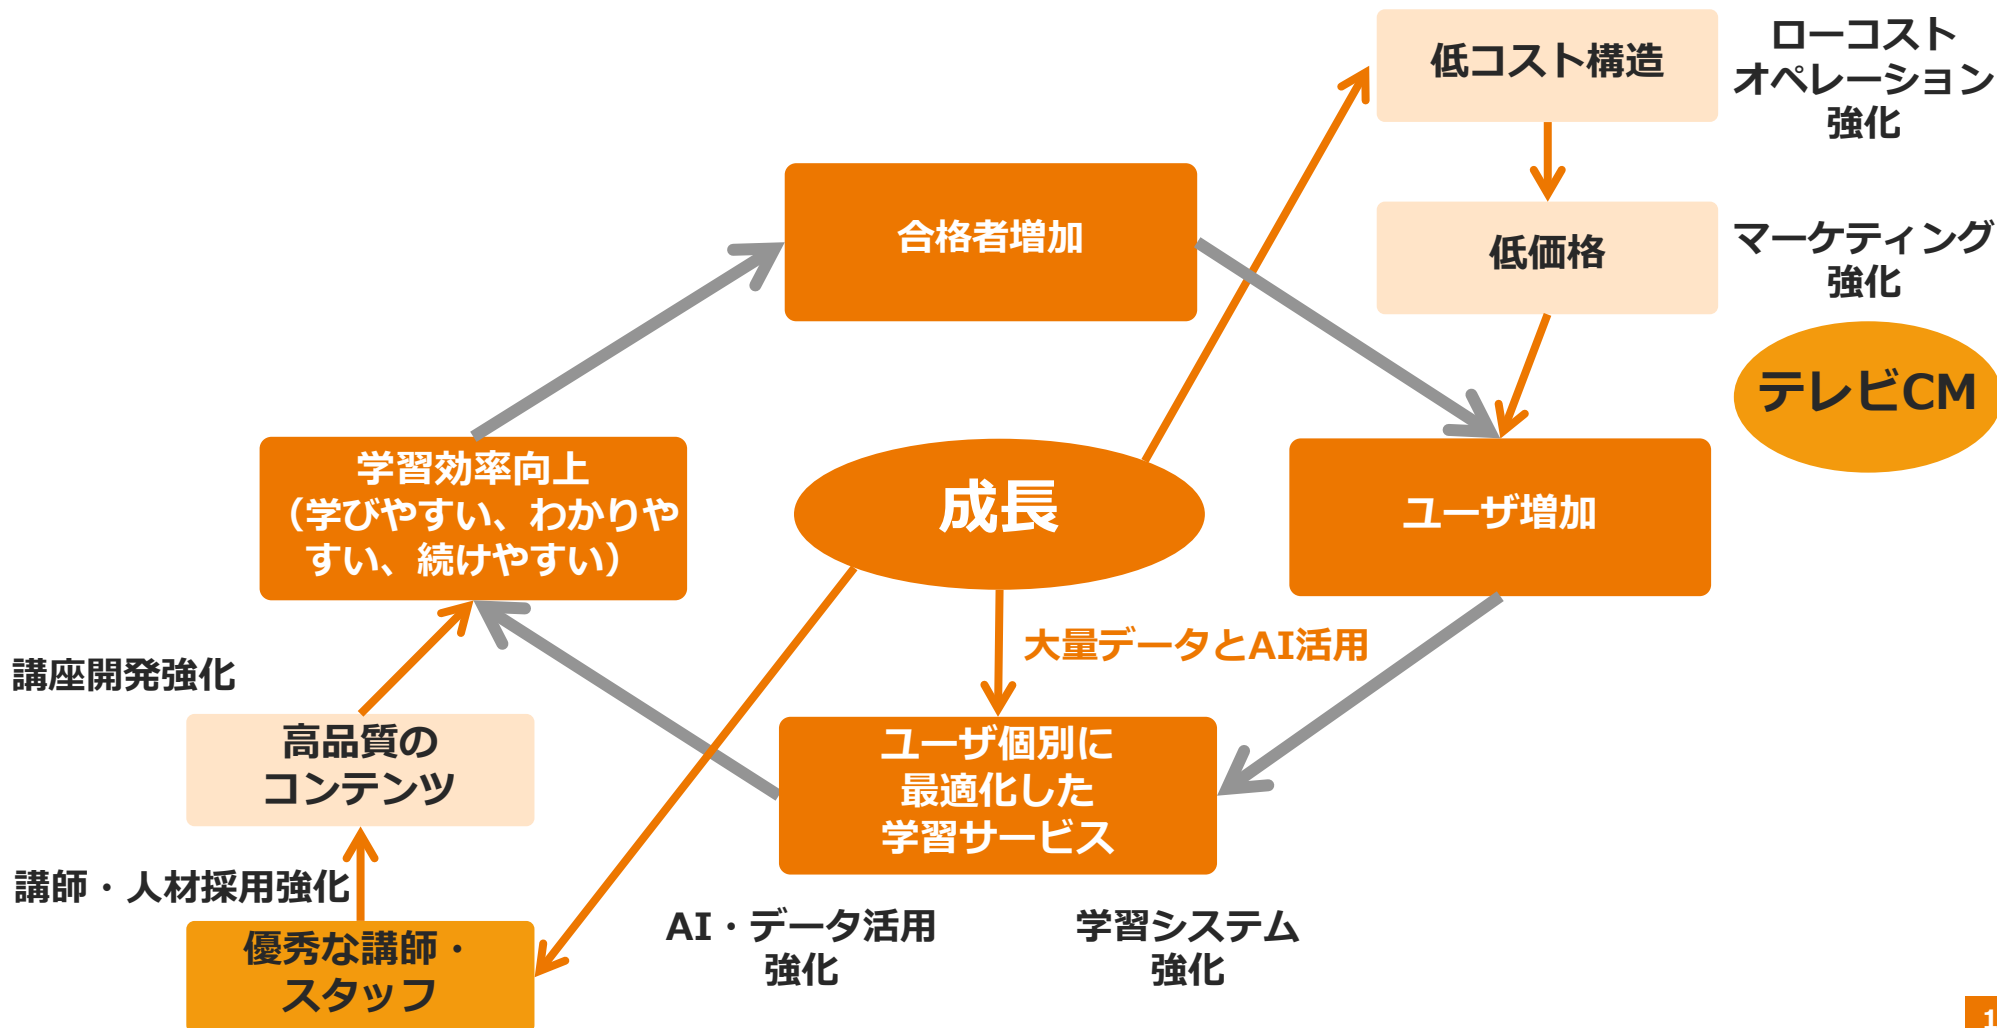 低コスト構造
ローコスト
オペレーション
強化
合格者増加
低価格
マーケティング
強化
テレビCM
学習効率向上
（学びやすい、わかりや
すい、続けやすい）
成長
ユーザ増加
大量データとAI活用
講座開発強化
高品質の
コンテンツ
ユーザ個別に
最適化した
学習サービス
講師・人材採用強化
優秀な講師・
スタッフ
AI・データ活用
強化
学習システム
強化